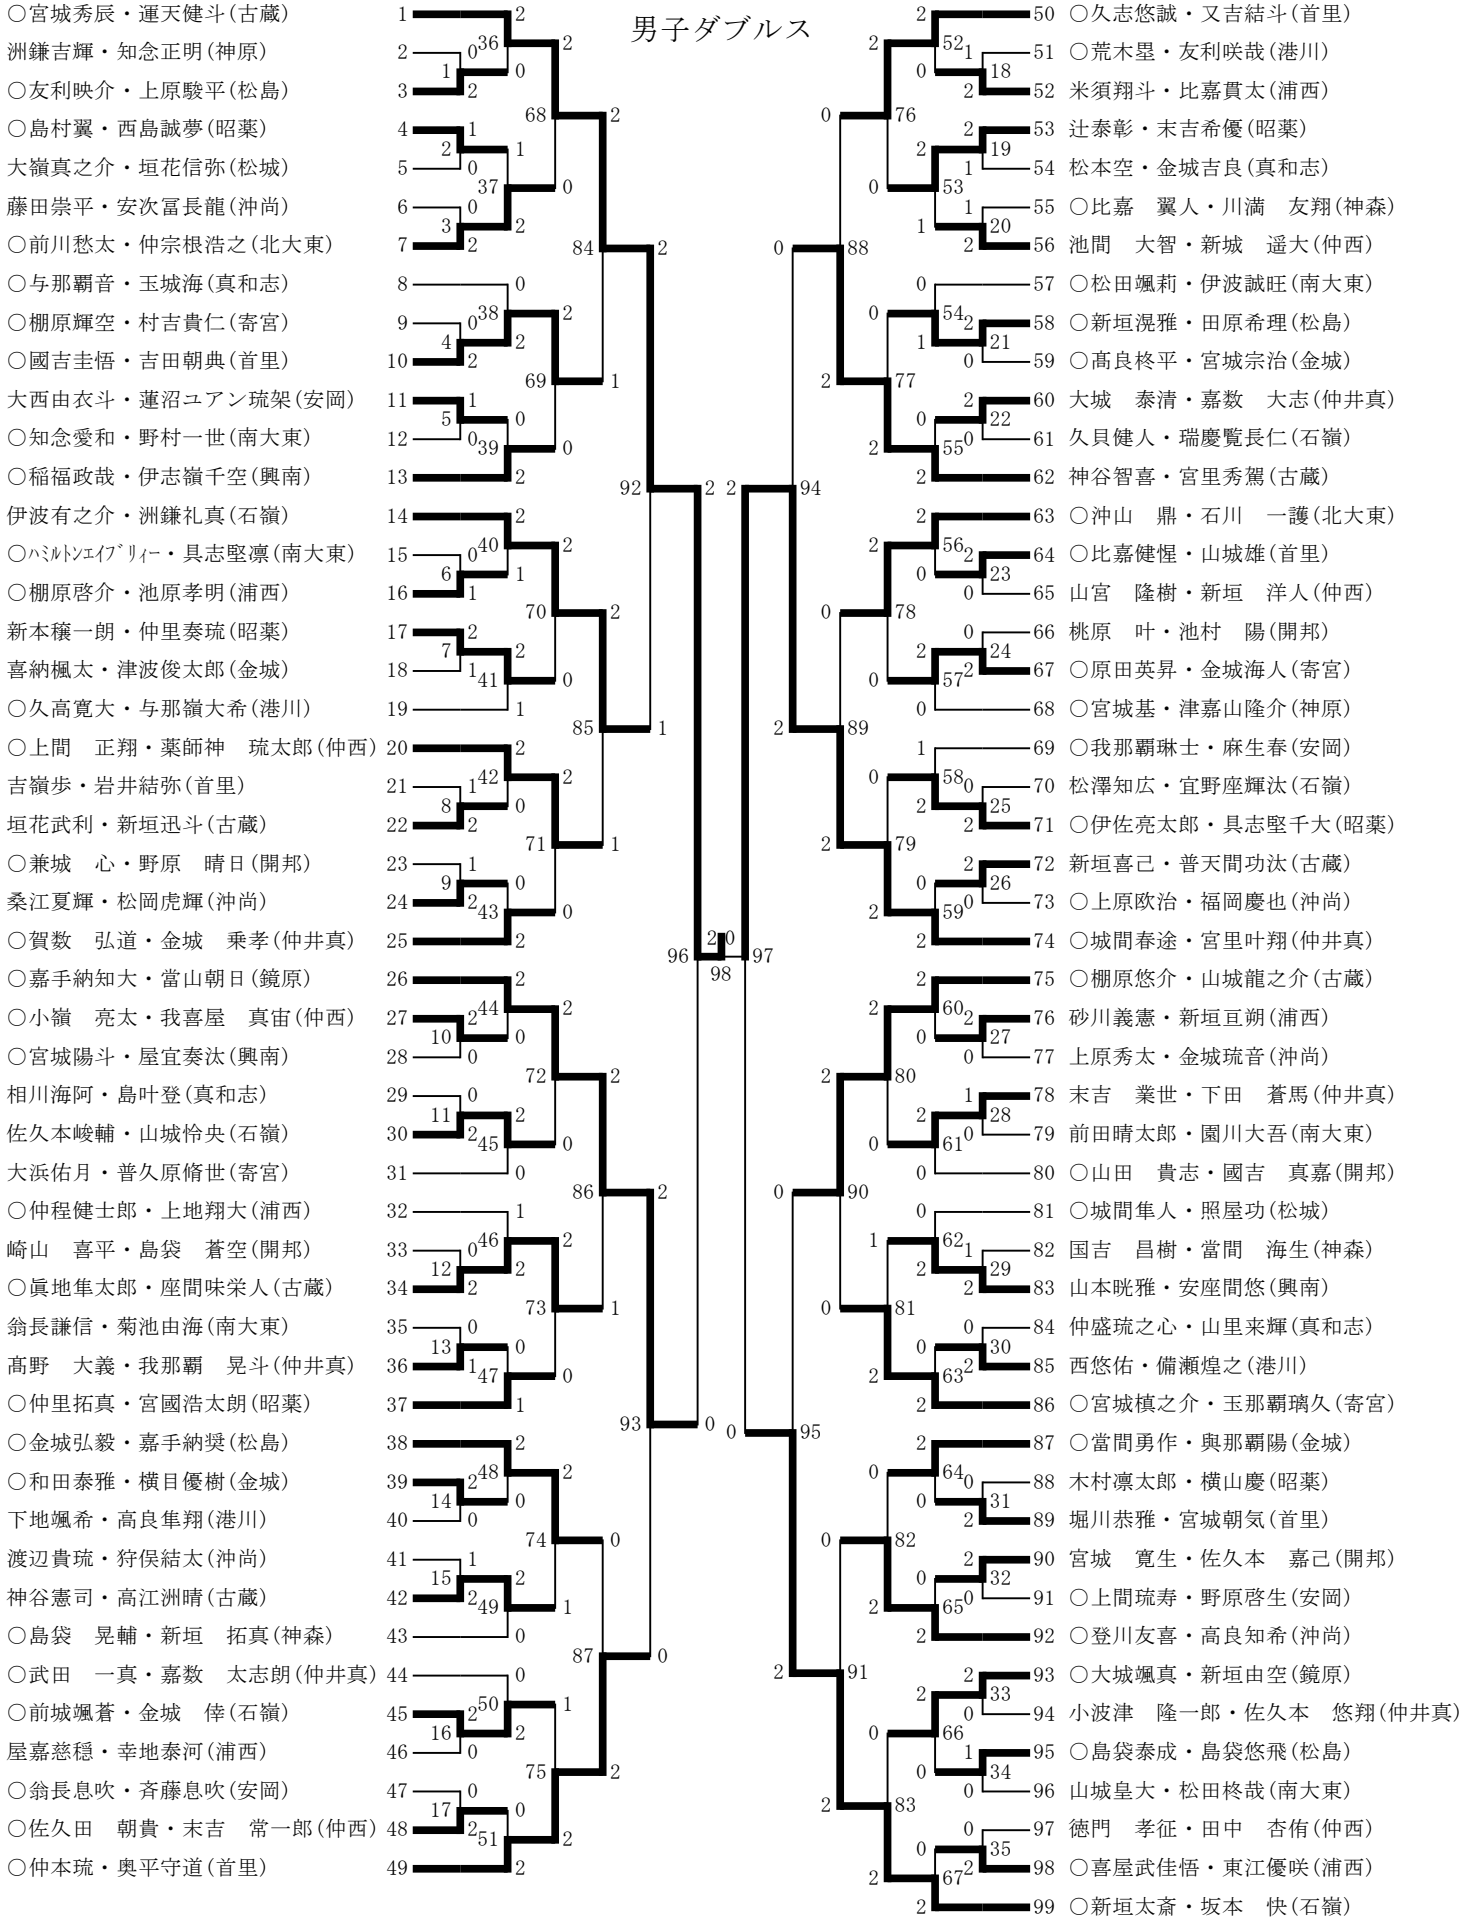 男子ダブルス
○宮城秀辰・運天健斗(古蔵) 1
洲鎌吉輝・知念正明(神原) 2
○友利映介・上原駿平(松島) 3
○島村翼・西島誠夢(昭薬) 4
大嶺真之介・垣花信弥(松城) 5
藤田崇平・安次冨長龍(沖尚) 6
○前川愁太・仲宗根浩之(北大東) 7
○与那覇音・玉城海(真和志) 8
○棚原輝空・村吉貴仁(寄宮) 9
○國吉圭悟・吉田朝典(首里) 10
大西由衣斗・蓮沼ユアン琉架(安岡) 11
○知念愛和・野村一世(南大東) 12
○稲福政哉・伊志嶺千空(興南) 13
伊波有之介・洲鎌礼真(石嶺) 14
○ハミルトンエイブリィー・具志堅凛(南大東) 15
○棚原啓介・池原孝明(浦西) 16
新本穣一朗・仲里奏琉(昭薬) 17
喜納楓太・津波俊太郎(金城) 18
○久高寛大・与那嶺大希(港川) 19
○上間 正翔・薬師神 琉太郎(仲西) 20
吉嶺歩・岩井結弥(首里) 21
垣花武利・新垣迅斗(古蔵) 22
○兼城 心・野原 晴日(開邦) 23
桑江夏輝・松岡虎輝(沖尚) 24
○賀数 弘道・金城 乗孝(仲井真) 25
○嘉手納知大・當山朝日(鏡原) 26
○小嶺 亮太・我喜屋 真宙(仲西) 27
○宮城陽斗・屋宜奏汰(興南) 28
相川海阿・島叶登(真和志) 29
佐久本峻輔・山城怜央(石嶺) 30
大浜佑月・普久原脩世(寄宮) 31
○仲程健士郎・上地翔大(浦西) 32
崎山 喜平・島袋 蒼空(開邦) 33
○眞地隼太郎・座間味栄人(古蔵) 34
翁長謙信・菊池由海(南大東) 35
髙野 大義・我那覇 晃斗(仲井真) 36
○仲里拓真・宮國浩太朗(昭薬) 37
○金城弘毅・嘉手納奨(松島) 38
○和田泰雅・横目優樹(金城) 39
下地颯希・高良隼翔(港川) 40
渡辺貴琉・狩俣結太(沖尚) 41
神谷憲司・高江洲晴(古蔵) 42
○島袋 晃輔・新垣 拓真(神森) 43
○武田 一真・嘉数 太志朗(仲井真) 44
○前城颯蒼・金城 倖(石嶺) 45
屋嘉慈穏・幸地泰河(浦西) 46
○翁長息吹・斉藤息吹(安岡) 47
○佐久田 朝貴・末吉 常一郎(仲西) 48
○仲本琉・奥平守道(首里) 49
50 ○久志悠誠・又吉結斗(首里)
51 ○荒木塁・友利咲哉(港川)
52 米須翔斗・比嘉貫太(浦西)
53 辻泰彰・末吉希優(昭薬)
54 松本空・金城吉良(真和志)
55 ○比嘉 翼人・川満 友翔(神森)
56 池間 大智・新城 遥大(仲西)
57 ○松田颯莉・伊波誠旺(南大東)
58 ○新垣滉雅・田原希理(松島)
59 ○髙良柊平・宮城宗治(金城)
60 大城 泰清・嘉数 大志(仲井真)
61 久貝健人・瑞慶覧長仁(石嶺)
62 神谷智喜・宮里秀篤(古蔵)
63 ○沖山 鼎・石川 一護(北大東)
64 ○比嘉健惺・山城雄(首里)
65 山宮 隆樹・新垣 洋人(仲西)
66 桃原 叶・池村 陽(開邦)
67 ○原田英昇・金城海人(寄宮)
68 ○宮城基・津嘉山隆介(神原)
69 ○我那覇琳士・麻生春(安岡)
70 松澤知広・宜野座輝汰(石嶺)
71 ○伊佐亮太郎・具志堅千大(昭薬)
72 新垣喜己・普天間功汰(古蔵)
73 ○上原欧治・福岡慶也(沖尚)
74 ○城間春途・宮里叶翔(仲井真)
75 ○棚原悠介・山城龍之介(古蔵)
76 砂川義憲・新垣亘朔(浦西)
77 上原秀太・金城琉音(沖尚)
78 末吉 業世・下田 蒼馬(仲井真)
79 前田晴太郎・園川大吾(南大東)
80 ○山田 貴志・國吉 真嘉(開邦)
81 ○城間隼人・照屋功(松城)
82 国吉 昌樹・當間 海生(神森)
83 山本晄雅・安座間悠(興南)
84 仲盛琉之心・山里来輝(真和志)
85 西悠佑・備瀬煌之(港川)
86 ○宮城槙之介・玉那覇璃久(寄宮)
87 ○當間勇作・與那覇陽(金城)
88 木村凛太郎・横山慶(昭薬)
89 堀川恭雅・宮城朝気(首里)
90 宮城 寛生・佐久本 嘉己(開邦)
91 ○上間琉寿・野原啓生(安岡)
92 ○登川友喜・高良知希(沖尚)
93 ○大城颯真・新垣由空(鏡原)
94 小波津 隆一郎・佐久本 悠翔(仲井真)
95 ○島袋泰成・島袋悠飛(松島)
96 山城皇大・松田柊哉(南大東)
97 徳門 孝征・田中 杏侑(仲西)
98 ○喜屋武佳悟・東江優咲(浦西)
99 ○新垣太斎・坂本 快(石嶺)